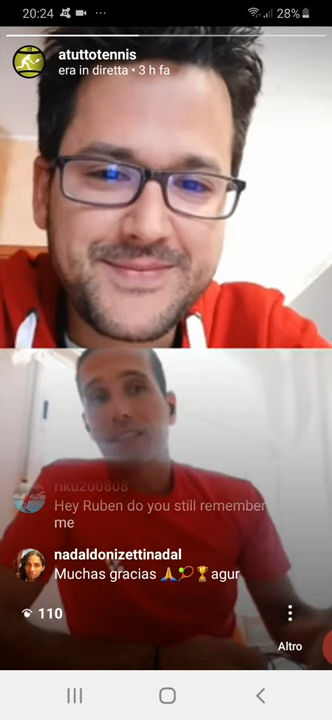 20:24
28%
atuttotennis
era in diretta • 3 h fa
nku200808
Hey Ruben do you still remember
me
nadaldonizettinadal
Muchas gracias 🙏🎾🏆agur
110
Altro